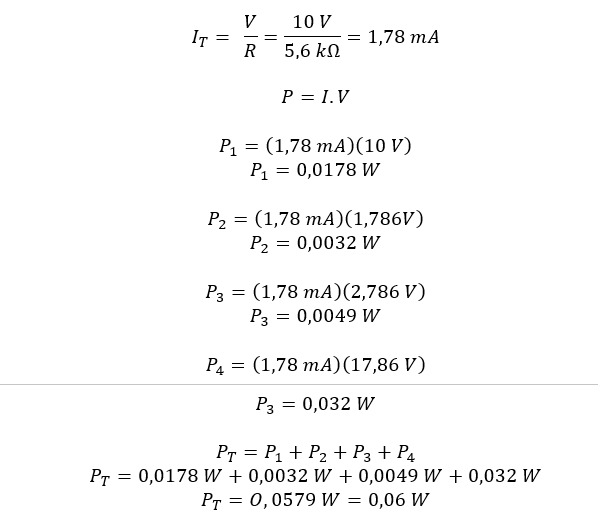 I_T = V/R = 10 V/5,6 kΩ = 1,78 mA
P = I.V
P_1 = (1,78 mA)(10 V)
P_1 = 0,0178 W
P_2 = (1,78 mA)(1,786V)
P_2 = 0,0032 W
P_3 = (1,78 mA)(2,786 V)
P_3 = 0,0049 W
P_4 = (1,78 mA)(17,86 V)
P_3 = 0,032 W
P_T = P_1 + P_2 + P_3 + P_4
P_T = 0,0178 W + 0,0032 W + 0,0049 W + 0,032 W
P_T = O, 0579 W = 0,06 W